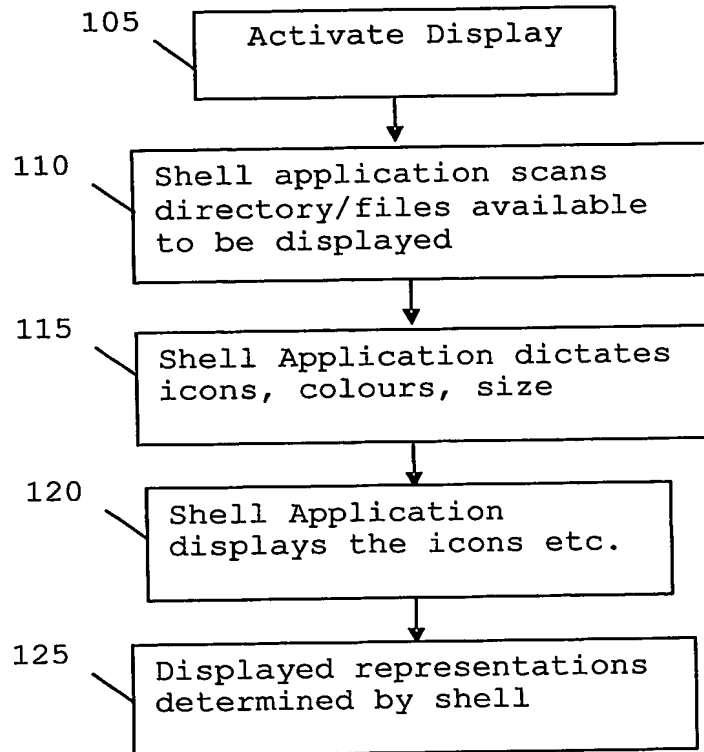 105
Activate Display
110
Shell application scans
directory/files available
to be displayed
115
Shell Application dictates
icons, colours, size
120
Shell Application
displays the icons etc.
125
Displayed representations
determined by shell